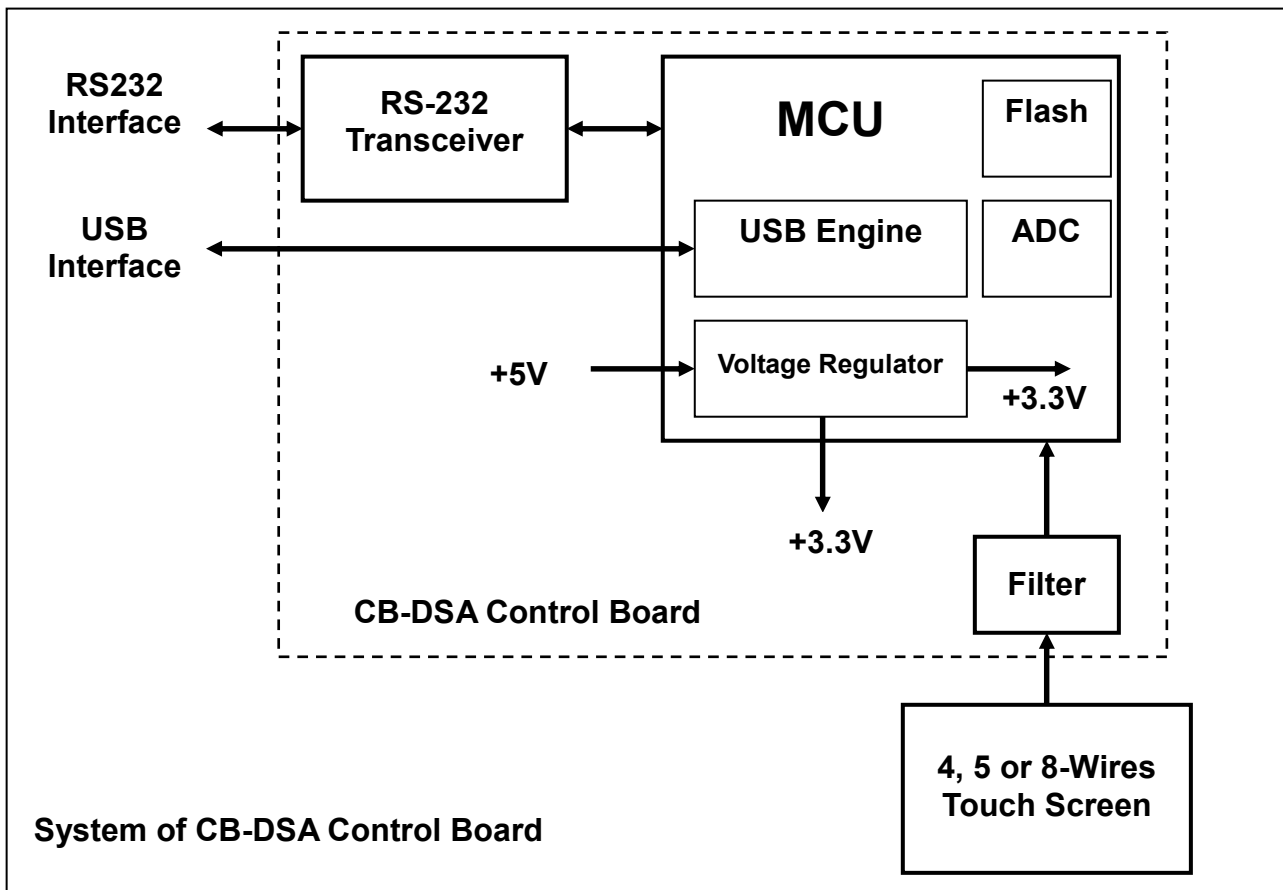 RS232
Interface
RS-232
Transceiver
MCU
Flash
USB
Interface
USB Engine
ADC
+5V
Voltage Regulator
+3.3V
+3.3V
Filter
CB-DSA Control Board
4, 5 or 8-Wires
Touch Screen
System of CB-DSA Control Board